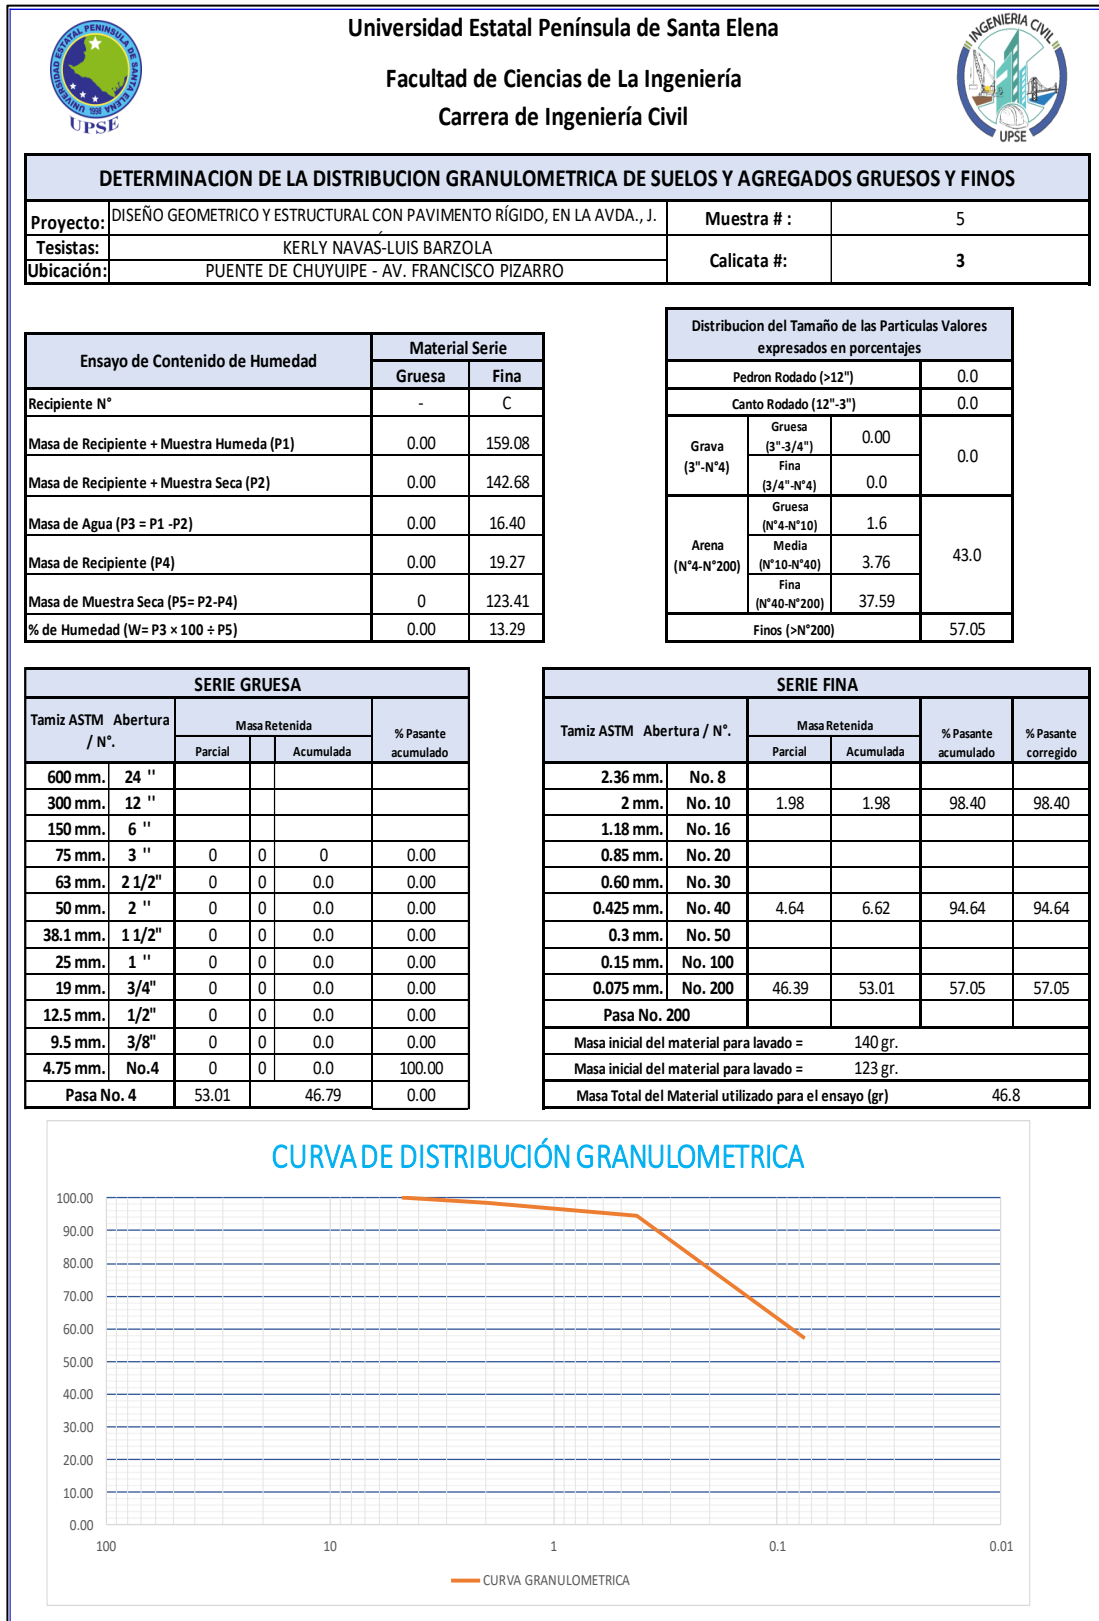 Universidad Estatal Península de Santa Elena
Facultad de Ciencias de La Ingeniería
Carrera de Ingeniería Civil
UNIVERSIDAD ESTATAL PENINSULA DE SANTA ELENA
1998
UPSE
INGENIERIA CIVIL
UPSE
DETERMINACION DE LA DISTRIBUCION GRANULOMETRICA DE SUELOS Y AGREGADOS GRUESOS Y FINOS
Proyecto: DISEÑO GEOMETRICO Y ESTRUCTURAL CON PAVIMENTO RÍGIDO, EN LA AVDA., J. Muestra # : 5
Tesistas: KERLY NAVAS-LUIS BARZOLA
Ubicación: PUENTE DE CHUYUIPE - AV. FRANCISCO PIZARRO Calicata #: 3
Ensayo de Contenido de Humedad Material Serie
Gruesa Fina
Recipiente N° - C
Masa de Recipiente + Muestra Humeda (P1) 0.00 159.08
Masa de Recipiente + Muestra Seca (P2) 0.00 142.68
Masa de Agua (P3 = P1 -P2) 0.00 16.40
Masa de Recipiente (P4) 0.00 19.27
Masa de Muestra Seca (P5= P2-P4) 0 123.41
% de Humedad (W= P3 × 100 ÷ P5) 0.00 13.29
Distribucion del Tamaño de las Particulas Valores
expresados en porcentajes
Pedron Rodado (>12") 0.0
Canto Rodado (12"-3") 0.0
Grava
(3"-N°4)
Gruesa
(3"-3/4") 0.00
0.0
Fina
(3/4"-N°4) 0.0
Arena
(N°4-N°200)
Gruesa
(N°4-N°10) 1.6
Media
(N°10-N°40) 3.76
43.0
Fina
(N°40-N°200) 37.59
Finos (>N°200) 57.05
SERIE GRUESA
Tamiz ASTM Abertura
/ N°.
Masa Retenida
% Pasante
acumulado
Parcial Acumulada
600 mm. 24 ''
300 mm. 12 ''
150 mm. 6 ''
75 mm. 3 '' 0 0 0 0.00
63 mm. 2 1/2" 0 0 0.0 0.00
50 mm. 2 '' 0 0 0.0 0.00
38.1 mm. 1 1/2" 0 0 0.0 0.00
25 mm. 1 '' 0 0 0.0 0.00
19 mm. 3/4" 0 0 0.0 0.00
12.5 mm. 1/2" 0 0 0.0 0.00
9.5 mm. 3/8" 0 0 0.0 0.00
4.75 mm. No.4 0 0 0.0 100.00
Pasa No. 4 53.01 46.79 0.00
SERIE FINA
Tamiz ASTM Abertura / N°.
Masa Retenida
% Pasante
acumulado
% Pasante
corregido
Parcial Acumulada
2.36 mm. No. 8
2 mm. No. 10 1.98 1.98 98.40 98.40
1.18 mm. No. 16
0.85 mm. No. 20
0.60 mm. No. 30
0.425 mm. No. 40 4.64 6.62 94.64 94.64
0.3 mm. No. 50
0.15 mm. No. 100
0.075 mm. No. 200 46.39 53.01 57.05 57.05
Pasa No. 200
Masa inicial del material para lavado = 140 gr.
Masa inicial del material para lavado = 123 gr.
Masa Total del Material utilizado para el ensayo (gr) 46.8
CURVA DE DISTRIBUCIÓN GRANULOMETRICA
100.00
90.00
80.00
70.00
60.00
50.00
40.00
30.00
20.00
10.00
0.00
100 10 1 0.1 0.01
CURVA GRANULOMETRICA